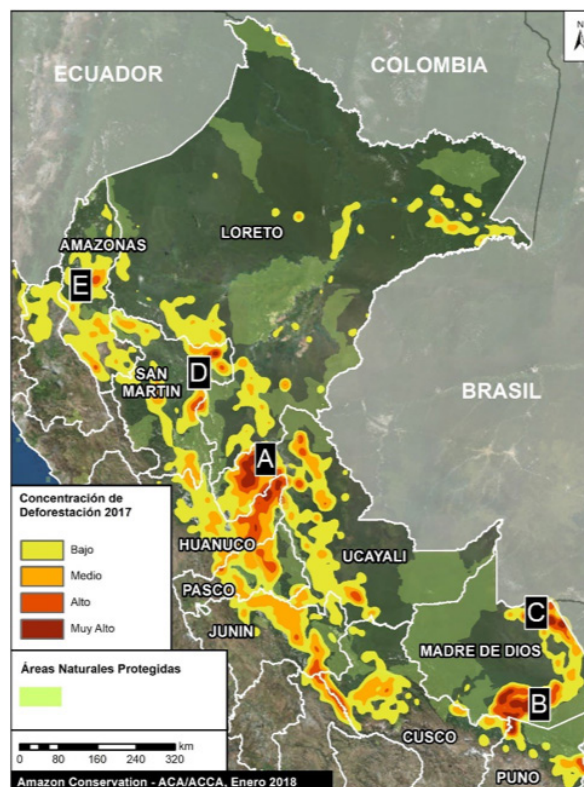 N
ECUADOR
COLOMBIA
AMAZONAS
LORETO
E
SAN
MARTIN
D
BRASIL
A
Concentración de
Deforestación 2017
Bajo
Medio
Alto
Muy Alto
HUANUCO
UCAYALI
PASCO
JUNIN
C
MADRE DE DIOS
B
CUSCO
PUNO
Áreas Naturales Protegidas
0 40 80 160 240 320 km
Amazon Conservation - ACA/ACCA, Enero 2018